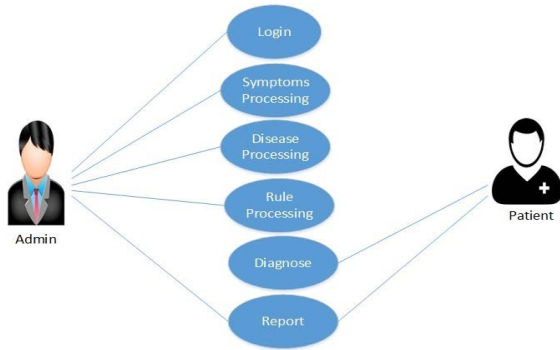 Login
Symptoms
Processing
Disease
Processing
Rule
Processing
Admin
Patient
Diagnose
Report